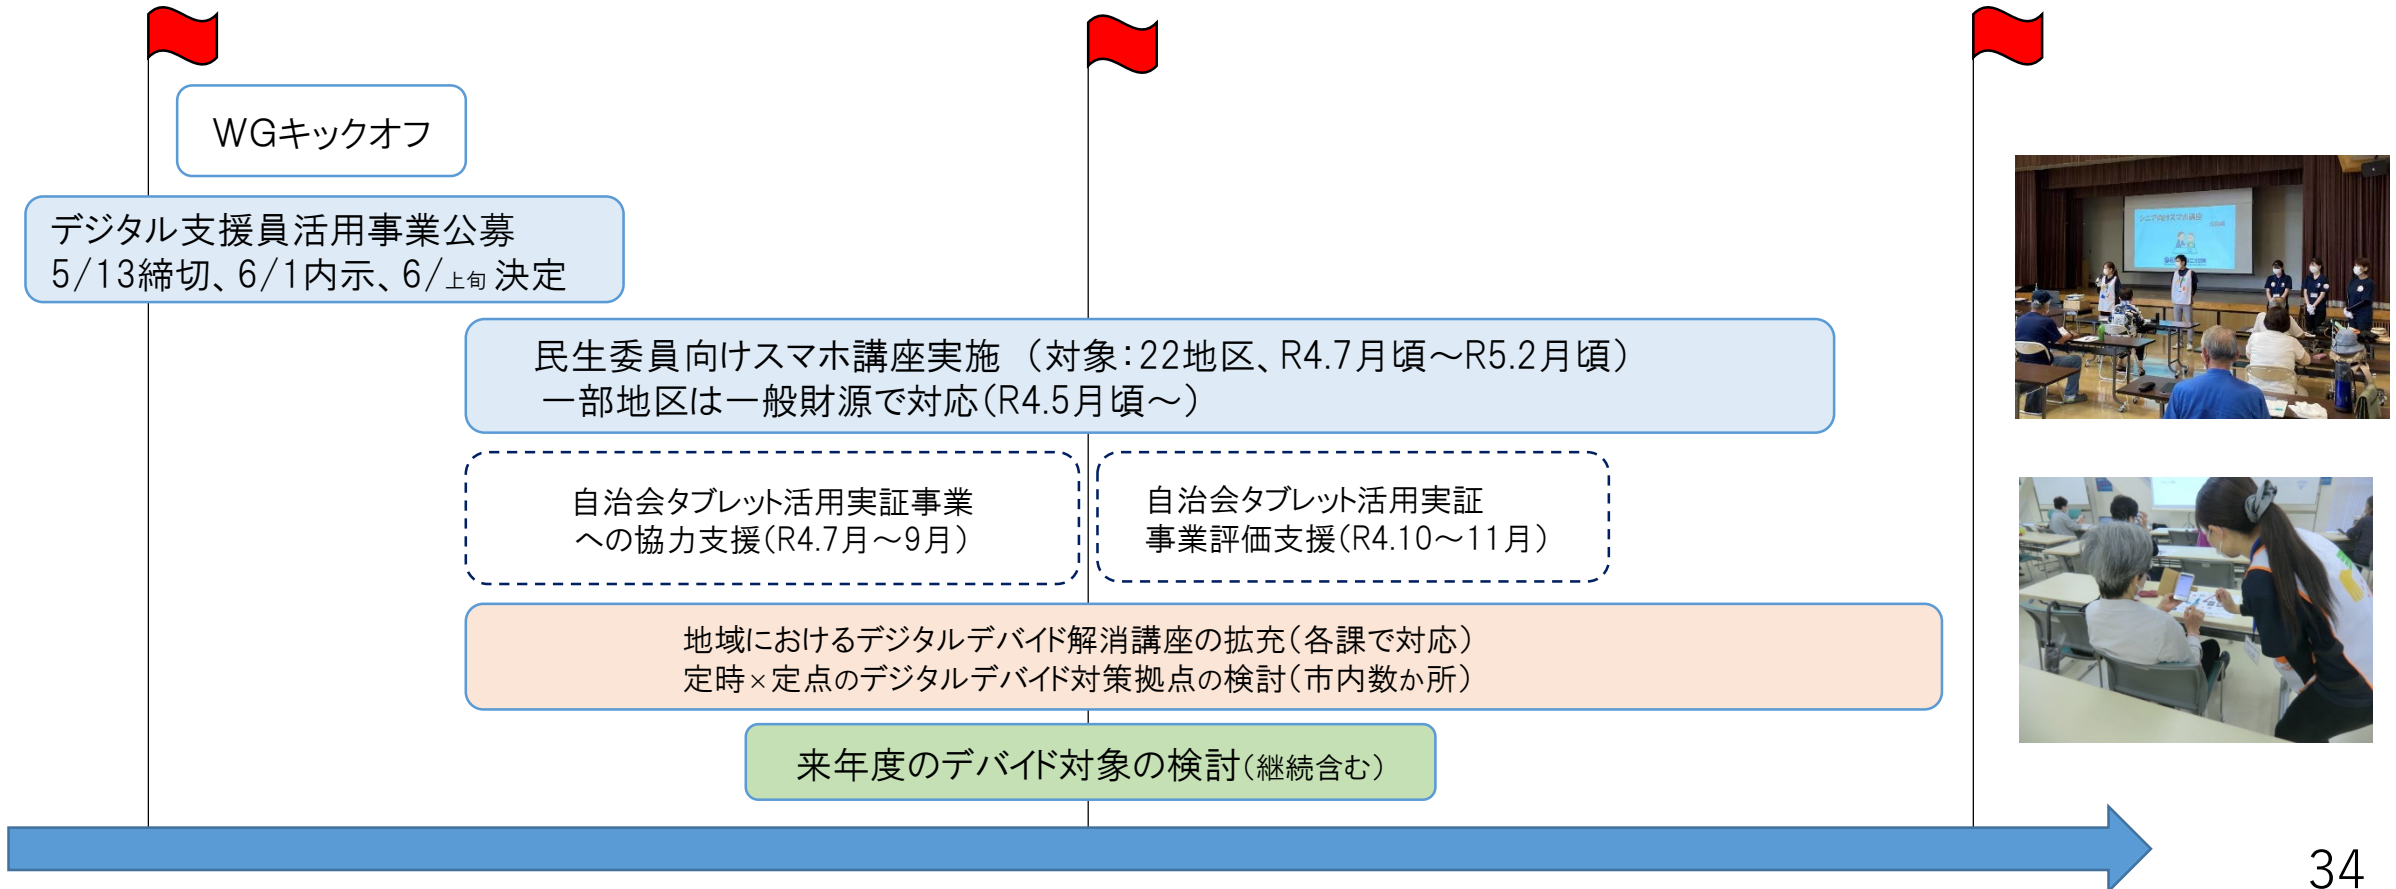 WGキックオフ
デジタル支援員活用事業公募
5/13締切、6/1内示、6/上旬 決定
民生委員向けスマホ講座実施 （対象：22地区、R4.7月頃～R5.2月頃）
一部地区は一般財源で対応（R4.5月頃～）
自治会タブレット活用実証事業
への協力支援（R4.7月～9月）
自治会タブレット活用実証
事業評価支援（R4.10～11月）
地域におけるデジタルデバイド解消講座の拡充（各課で対応）
定時×定点のデジタルデバイド対策拠点の検討（市内数か所）
来年度のデバイド対象の検討（継続含む）
シニア向けスマホ講座
34